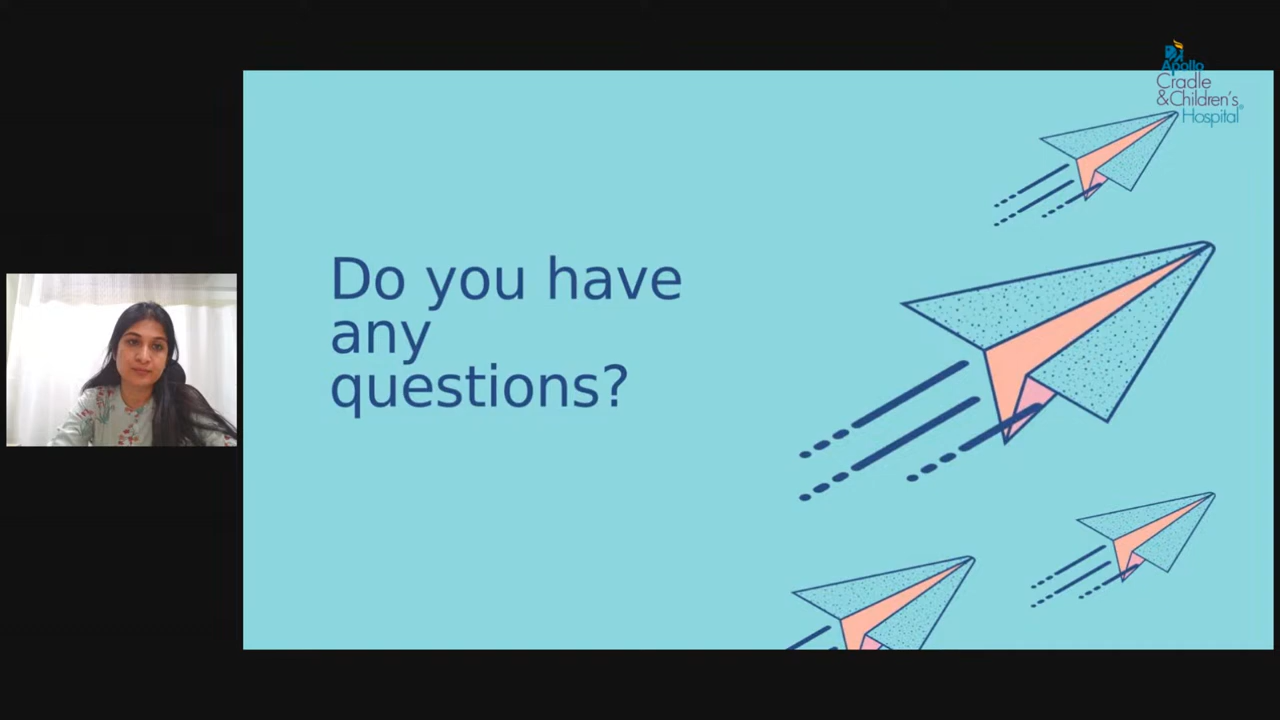 Apollo
Cradle
&Children's
Hospital
Do you have
any
questions?